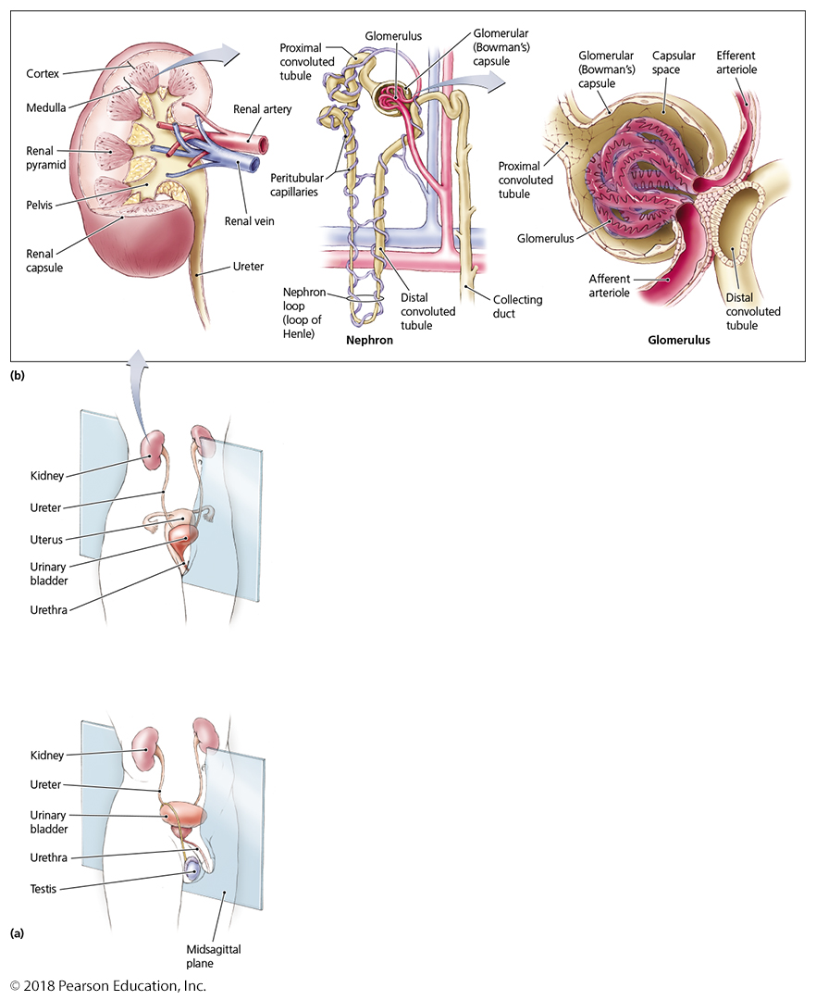 Cortex
Medulla
Renal
pyramid
Pelvis
Renal
capsule
Renal artery
Renal vein
Ureter
Proximal
convoluted
tubule
Glomerulus
Glomerular
(Bowman's)
capsule
Peritubular
capillaries
Nephron
loop
(loop of
Henle)
Distal
convoluted
tubule
Collecting
duct
Nephron
Glomerular
(Bowman's)
capsule
Capsular
space
Efferent
arteriole
Proximal
convoluted
tubule
Glomerulus
Afferent
arteriole
Distal
convoluted
tubule
Glomerulus
(b)
Kidney
Ureter
Uterus
Urinary
bladder
Urethra
Kidney
Ureter
Urinary
bladder
Urethra
Testis
(a)
Midsagittal
plane
© 2018 Pearson Education, Inc.